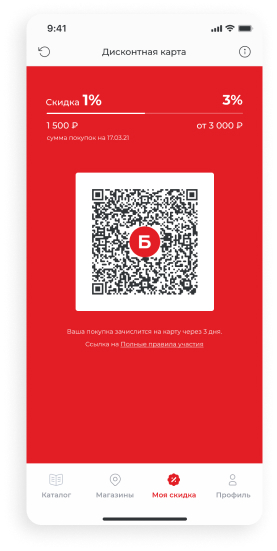 9:41
Дисконтная карта
Скидка 1% 3%
1 500 ₽ от 3 000 ₽
сумма покупок на 17.03.21
Б
Ваша покупка зачислится на карту через 3 дня.
Ссылка на Полные правила участия
Каталог Магазины Моя скидка Профиль